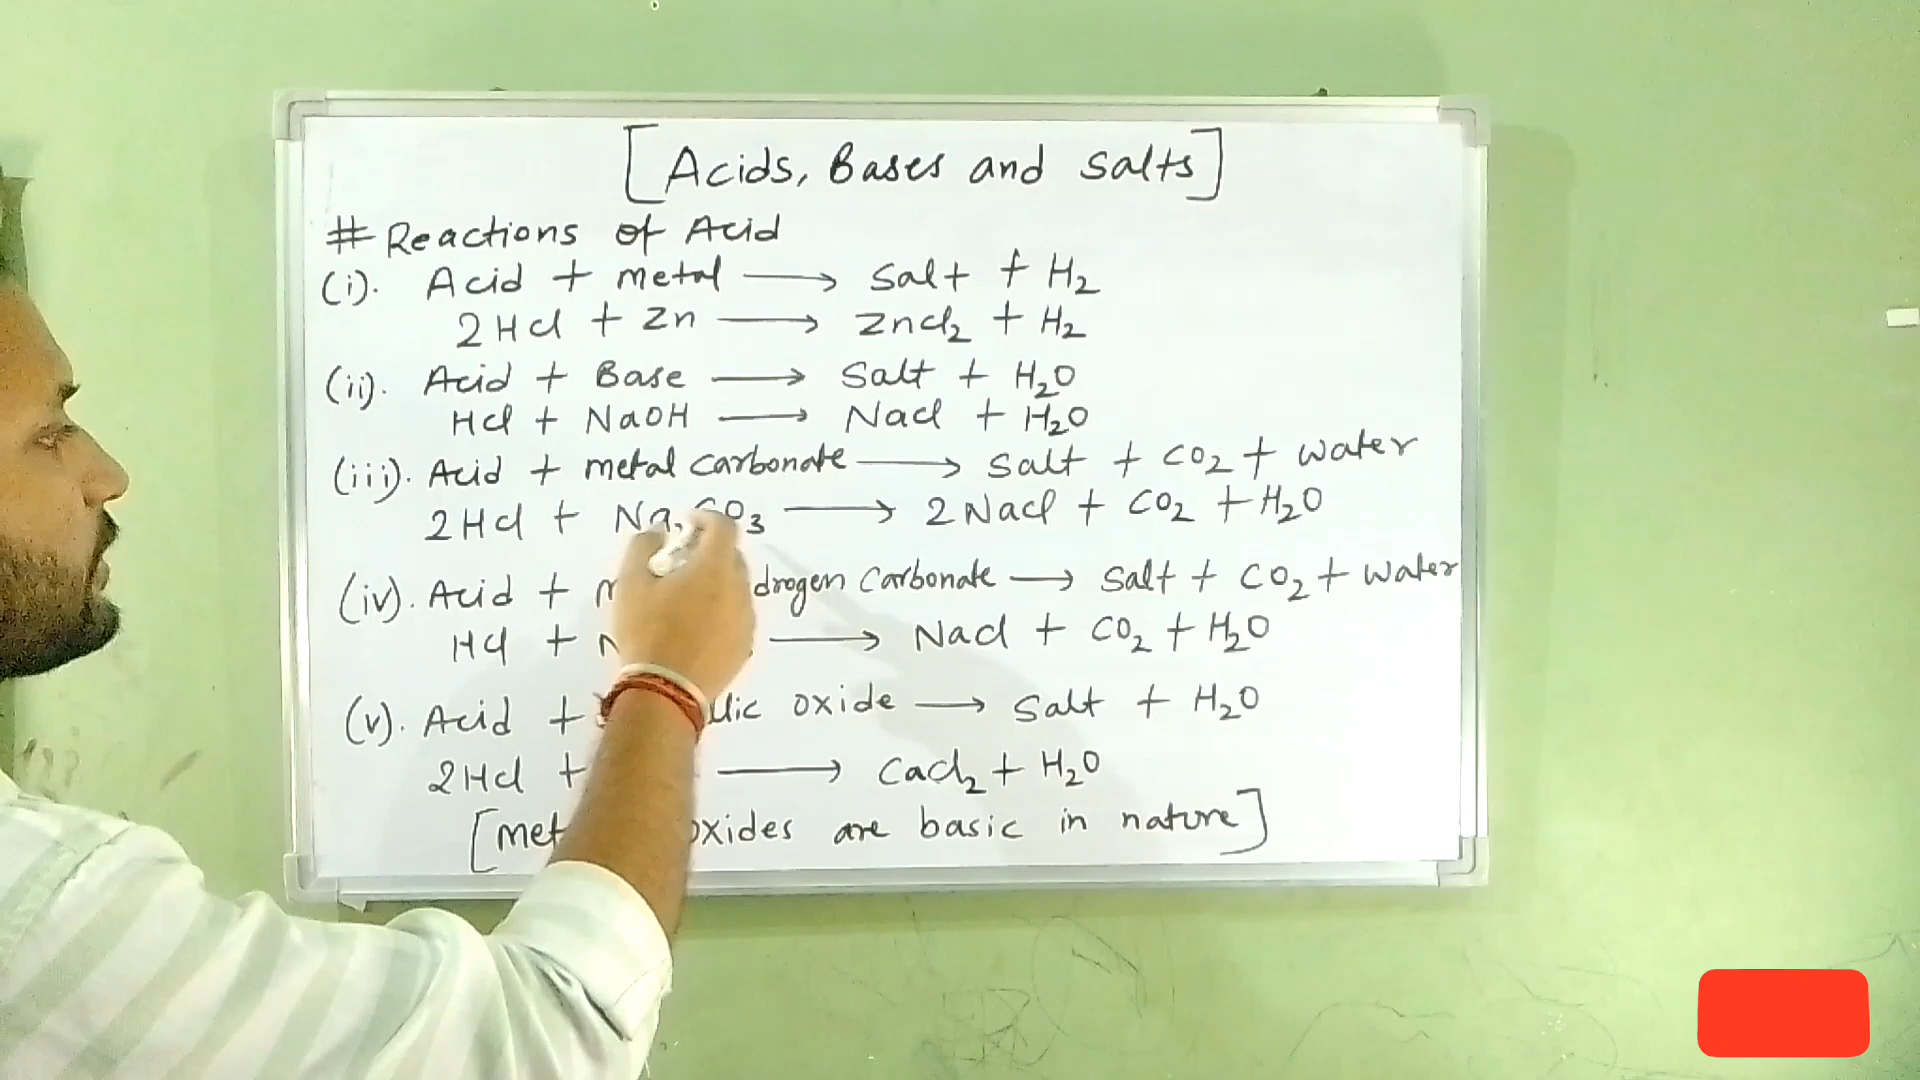 [Acids, Bases and Salts]
# Reactions of Acid
(i). Acid + metal ⟶ Salt + H₂
2HCl + Zn ⟶ ZnCl₂ + H₂
(ii). Acid + Base ⟶ Salt + H₂O
HCl + NaOH ⟶ NaCl + H₂O
(iii). Acid + metal carbonate ⟶ Salt + CO₂ + water
2HCl + Na₂CO₃ ⟶ 2NaCl + CO₂ + H₂O
(iv). Acid + drogen carbonate ⟶ Salt + CO₂ + water
HCl + ⟶ NaCl + CO₂ + H₂O
(v). Acid + llic oxide ⟶ Salt + H₂O
2HCl + ⟶ CaCl₂ + H₂O
[met oxides are basic in nature]